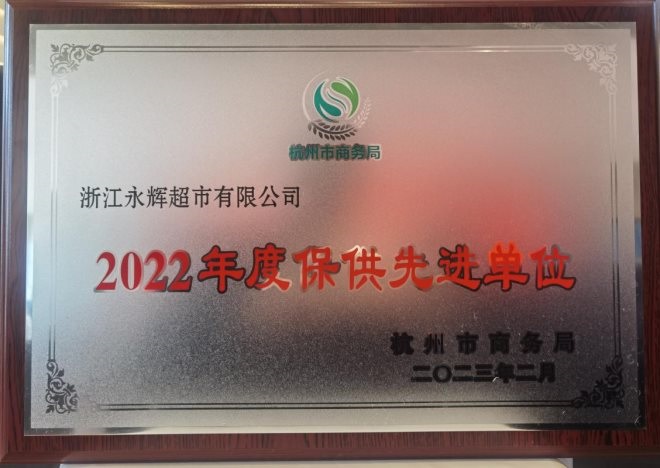 杭州市商务局
浙江永辉超市有限公司
2022年度保供先进单位
杭州市商务局
二〇二三年二月